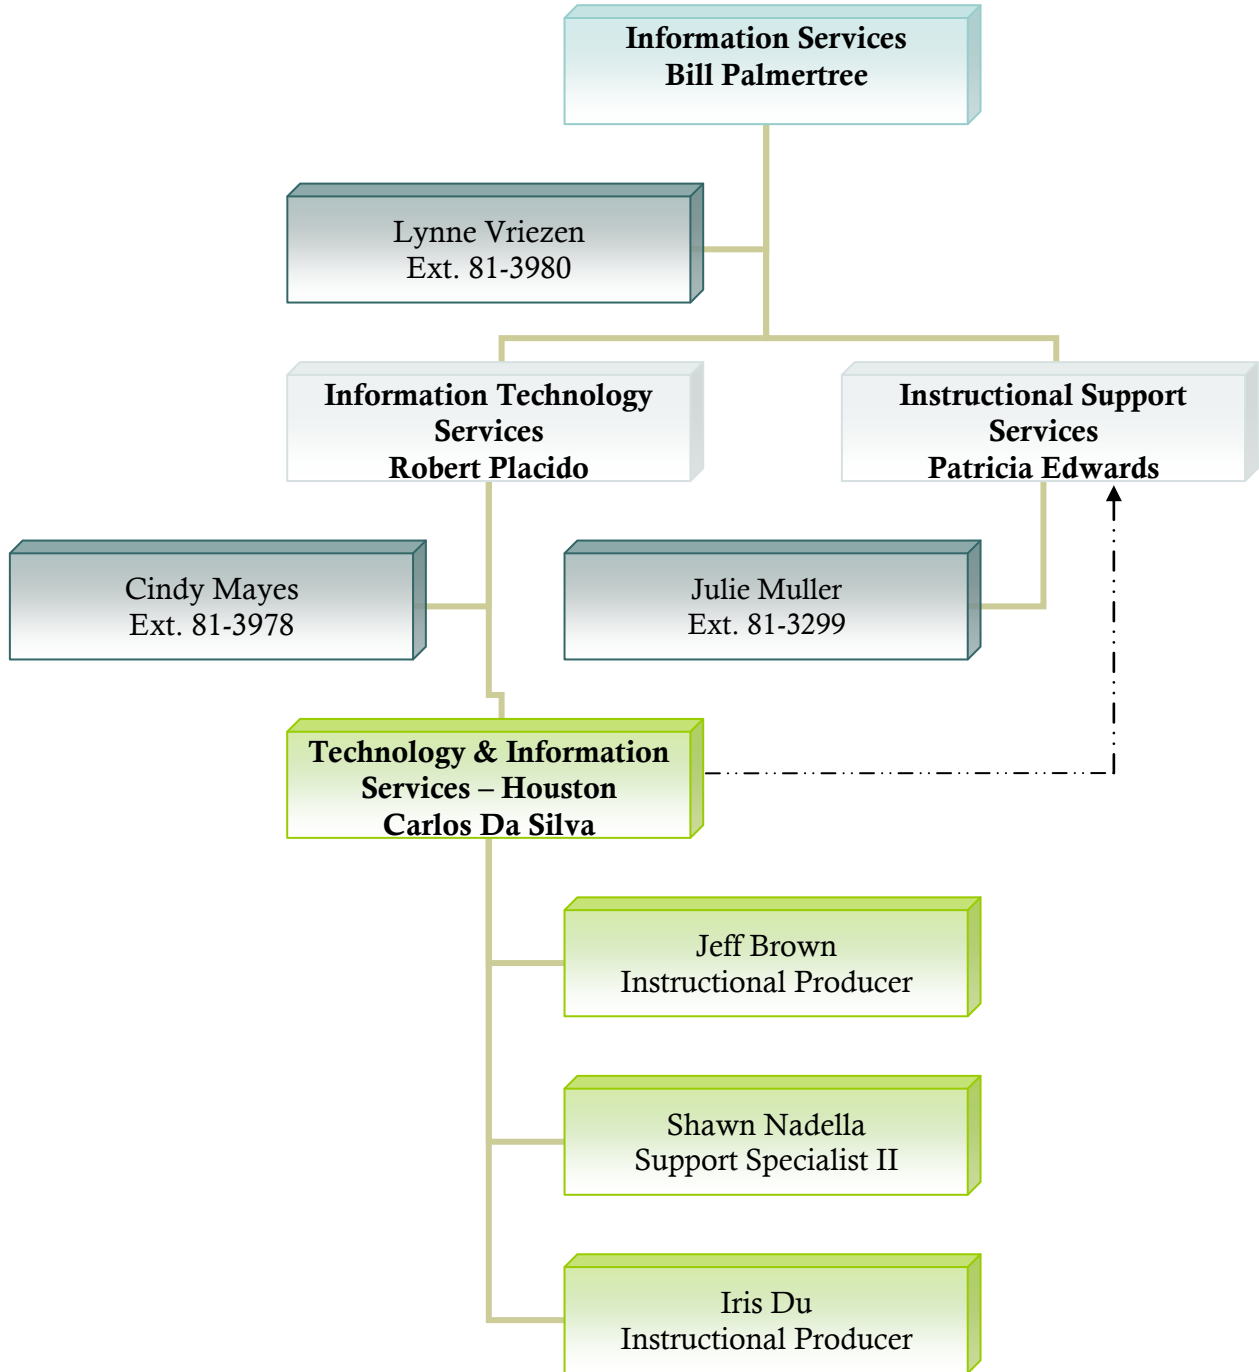 Information Services
Bill Palmertree
Lynne Vriezen
Ext. 81-3980
Information Technology
Services
Robert Placido
Instructional Support
Services
Patricia Edwards
Cindy Mayes
Ext. 81-3978
Julie Muller
Ext. 81-3299
Technology & Information
Services – Houston
Carlos Da Silva
Jeff Brown
Instructional Producer
Shawn Nadella
Support Specialist II
Iris Du
Instructional Producer